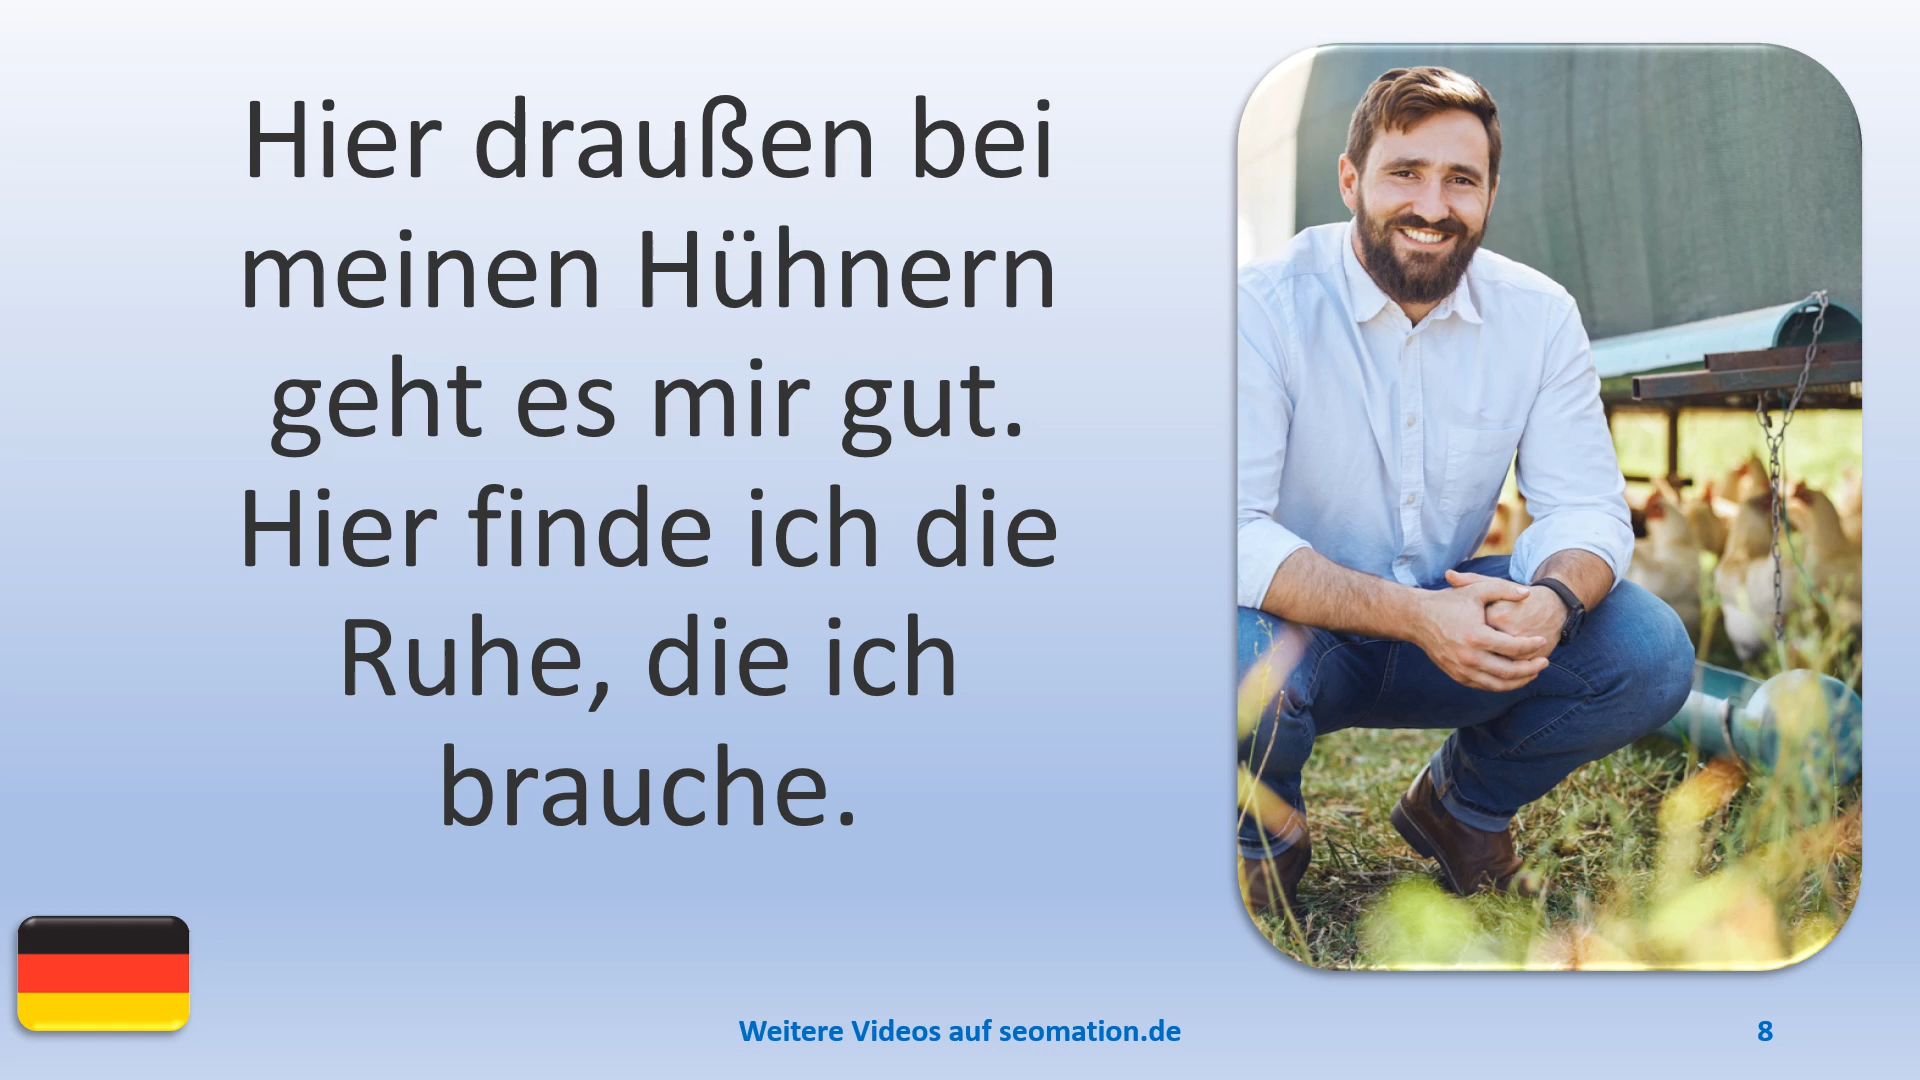 Hier draußen bei
meinen Hühnern
geht es mir gut.
Hier finde ich die
Ruhe, die ich
brauche.
Weitere Videos auf seomation.de
8